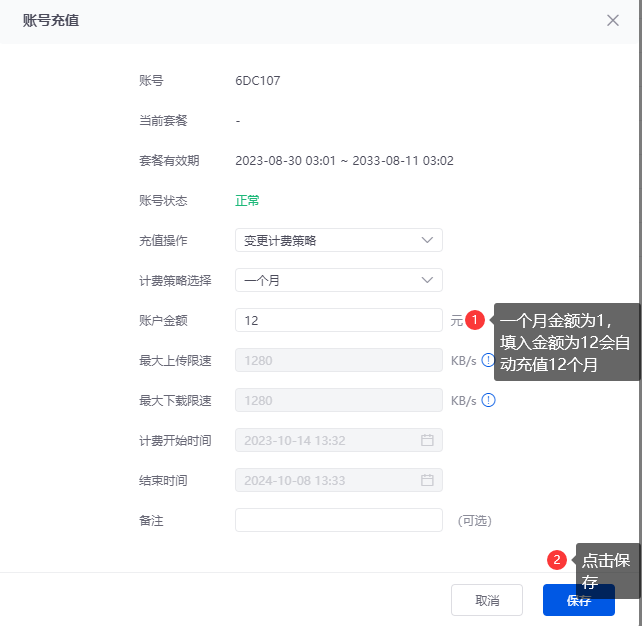 账号充值
账号 6DC107
当前套餐 -
套餐有效期 2023-08-30 03:01 ~ 2033-08-11 03:02
账号状态 正常
充值操作 变更计费策略
计费策略选择 一个月
账户金额 12 元 1
一个月金额为1，
填入金额为12会自
动充值12个月
最大上传限速 1280 KB/s
最大下载限速 1280 KB/s
计费开始时间 2023-10-14 13:32
结束时间 2024-10-08 13:33
备注 (可选)
2 点击保
存
取消 保存